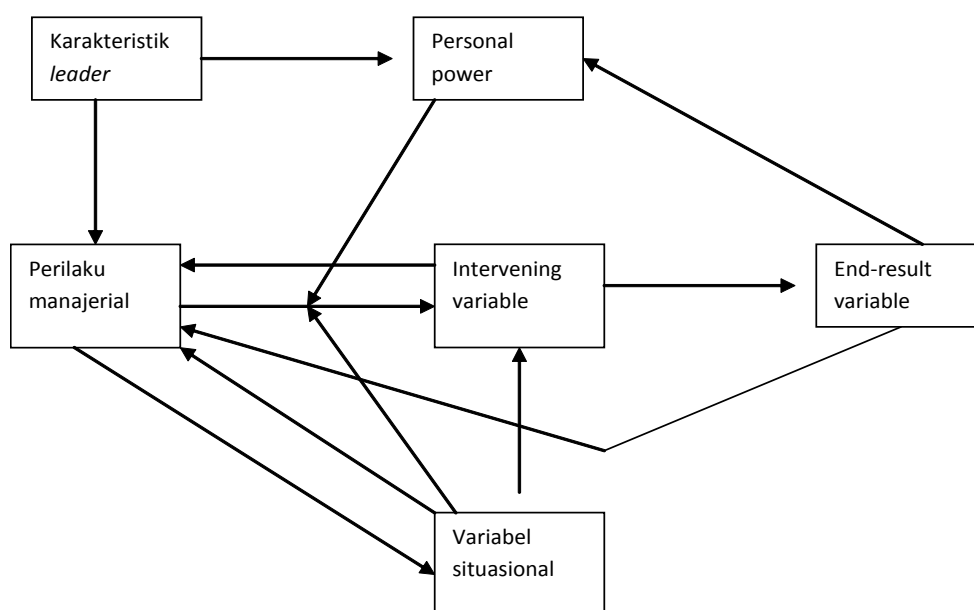 Karakteristik
leader
Personal
power
Perilaku
manajerial
Intervening
variable
End-result
variable
Variabel
situasional